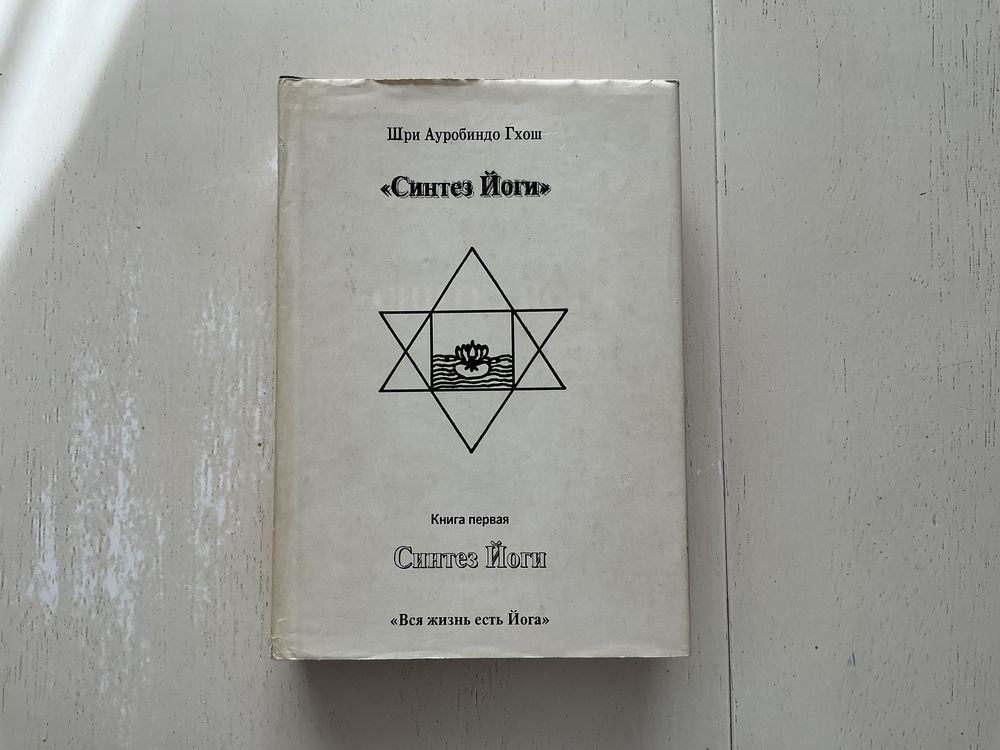 Шри Ауробиндо Гхош
«Синтез Йоги»
Книга первая
Синтез Йоги
«Вся жизнь есть Йога»